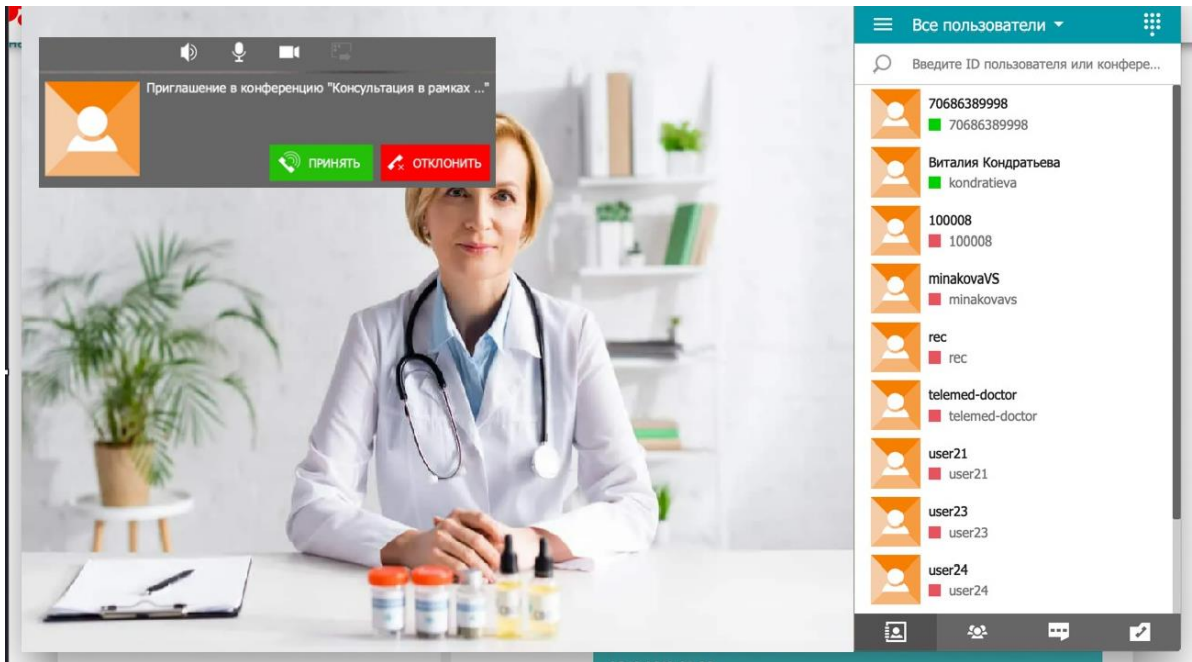 Приглашение в конференцию "Консультация в рамках ..."
ПРИНЯТЬ
ОТКЛОНИТЬ
Все пользователи
Введите ID пользователя или конфере...
70686389998
70686389998
Виталия Кондратьева
kondratieva
100008
100008
minakovaVS
minakovavs
rec
rec
telemed-doctor
telemed-doctor
user21
user21
user23
user23
user24
user24